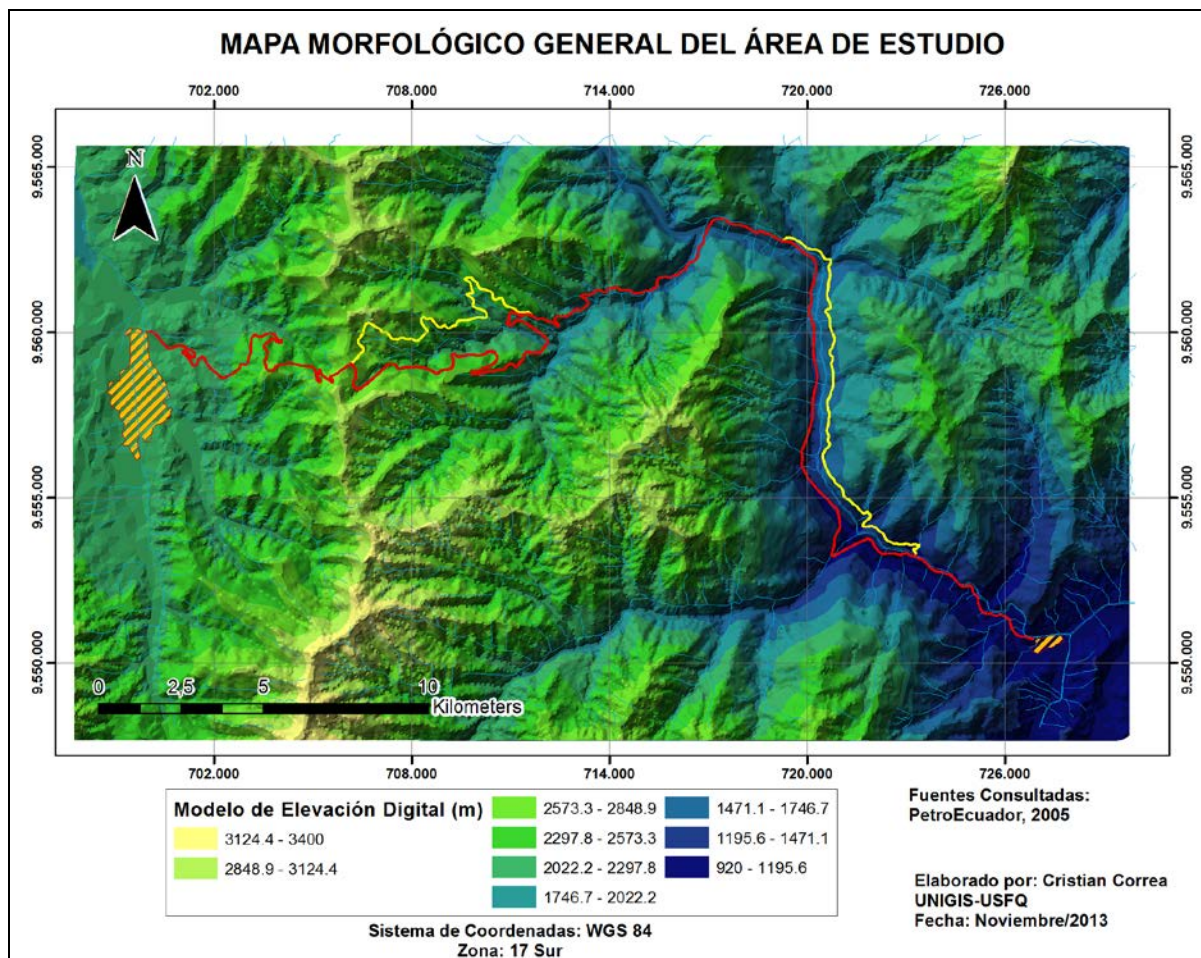 MAPA MORFOLÓGICO GENERAL DEL ÁREA DE ESTUDIO
702.000 708.000 714.000 720.000 726.000
9.565.000 9.565.000
N
9.560.000 9.560.000
9.555.000 9.555.000
9.550.000 9.550.000
0 2,5 5 10
Kilometers
702.000 708.000 714.000 720.000 726.000
Modelo de Elevación Digital (m)
3124.4 - 3400
2848.9 - 3124.4
2573.3 - 2848.9
2297.8 - 2573.3
2022.2 - 2297.8
1746.7 - 2022.2
1471.1 - 1746.7
1195.6 - 1471.1
920 - 1195.6
Fuentes Consultadas:
PetroEcuador, 2005
Elaborado por: Cristian Correa
UNIGIS-USFQ
Fecha: Noviembre/2013
Sistema de Coordenadas: WGS 84
Zona: 17 Sur